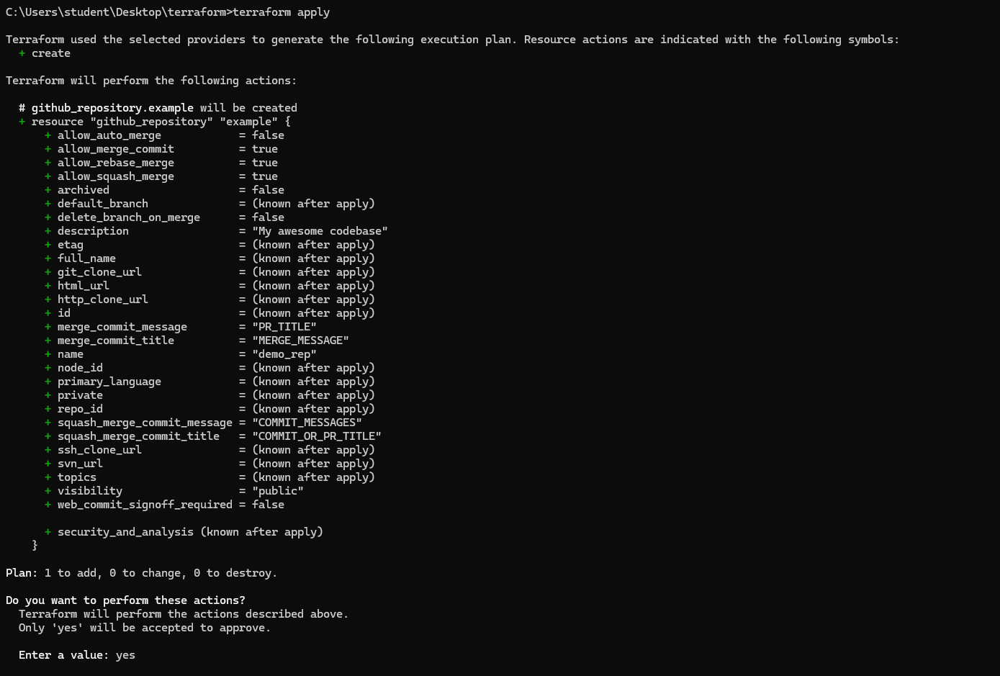 C:\Users\student\Desktop\terraform>terraform apply
Terraform used the selected providers to generate the following execution plan. Resource actions are indicated with the following symbols:
  + create
Terraform will perform the following actions:
  # github_repository.example will be created
  + resource "github_repository" "example" {
      + allow_auto_merge            = false
      + allow_merge_commit          = true
      + allow_rebase_merge          = true
      + allow_squash_merge          = true
      + archived                    = false
      + default_branch              = (known after apply)
      + delete_branch_on_merge      = false
      + description                 = "My awesome codebase"
      + etag                        = (known after apply)
      + full_name                   = (known after apply)
      + git_clone_url               = (known after apply)
      + html_url                    = (known after apply)
      + http_clone_url              = (known after apply)
      + id                          = (known after apply)
      + merge_commit_message        = "PR_TITLE"
      + merge_commit_title          = "MERGE_MESSAGE"
      + name                        = "demo_rep"
      + node_id                     = (known after apply)
      + primary_language            = (known after apply)
      + private                     = (known after apply)
      + repo_id                     = (known after apply)
      + squash_merge_commit_message = "COMMIT_MESSAGES"
      + squash_merge_commit_title   = "COMMIT_OR_PR_TITLE"
      + ssh_clone_url               = (known after apply)
      + svn_url                     = (known after apply)
      + topics                      = (known after apply)
      + visibility                  = "public"
      + web_commit_signoff_required = false
      + security_and_analysis (known after apply)
    }
Plan: 1 to add, 0 to change, 0 to destroy.
Do you want to perform these actions?
  Terraform will perform the actions described above.
  Only 'yes' will be accepted to approve.
  Enter a value: yes